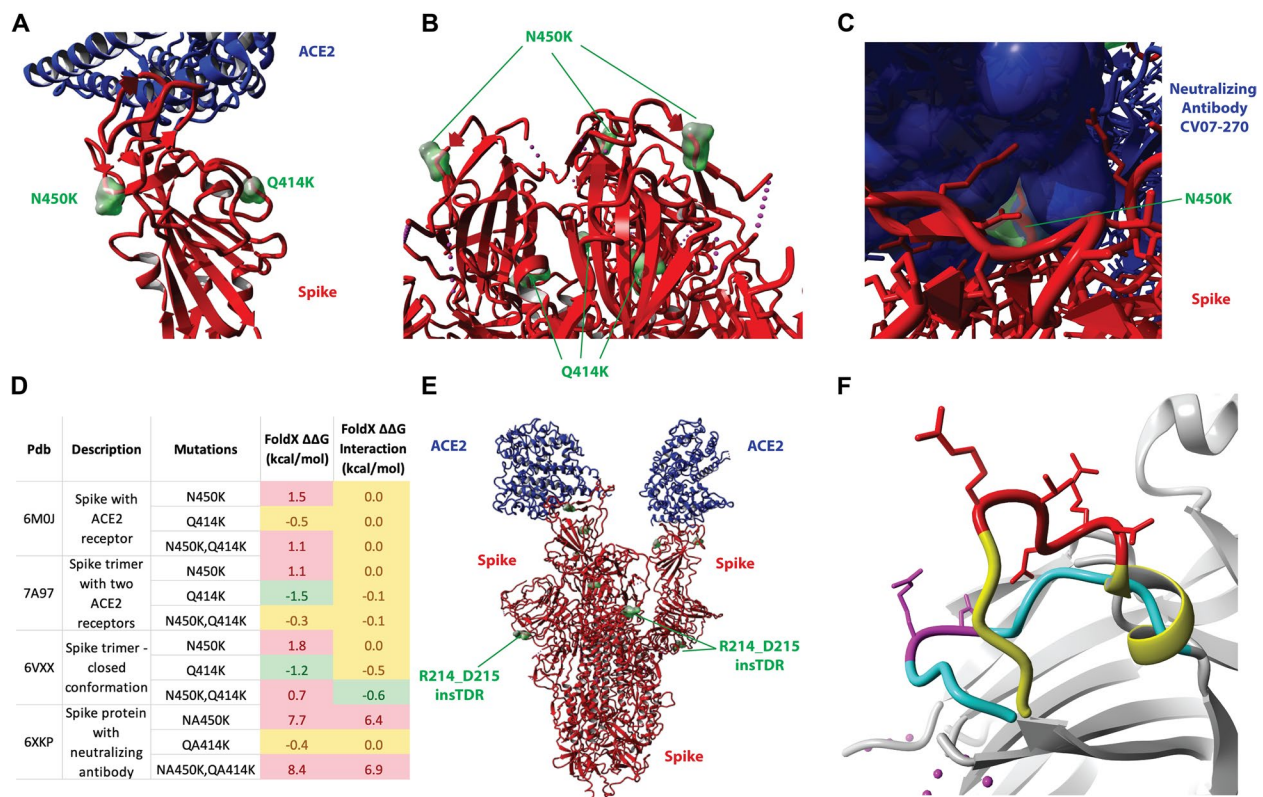 A
ACE2
N450K
Q414K
Spike
B
N450K
Q414K
C
Neutralizing
Antibody
CV07-270
N450K
Spike
D
Pdb Description Mutations FoldX ΔΔG (kcal/mol) FoldX ΔΔG Interaction (kcal/mol)
6M0J Spike with ACE2 receptor N450K 1.5 0.0
Q414K -0.5 0.0
N450K,Q414K 1.1 0.0
7A97 Spike trimer with two ACE2 receptors N450K 1.1 0.0
Q414K -1.5 -0.1
N450K,Q414K -0.3 -0.1
6VXX Spike trimer - closed conformation N450K 1.8 0.0
Q414K -1.2 -0.5
N450K,Q414K 0.7 -0.6
6XKP Spike protein with neutralizing antibody NA450K 7.7 6.4
QA414K -0.4 0.0
NA450K,QA414K 8.4 6.9
E
ACE2
ACE2
Spike
Spike
R214_D215
insTDR
R214_D215
insTDR
Spike
F